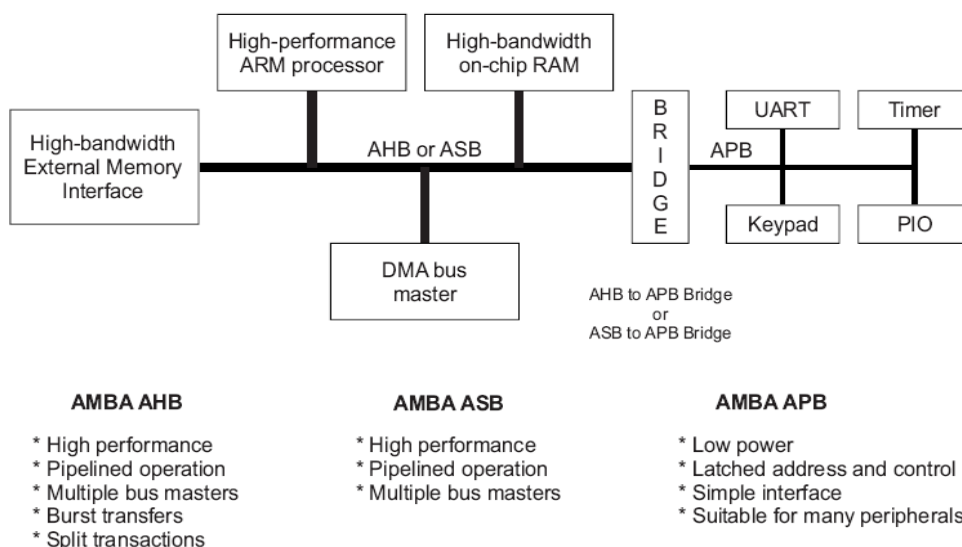 High-performance
ARM processor
High-bandwidth
on-chip RAM
High-bandwidth
External Memory
Interface
AHB or ASB
B
R
I
D
G
E
APB
UART
Timer
Keypad
PIO
DMA bus
master
AHB to APB Bridge
or
ASB to APB Bridge
AMBA AHB
* High performance
* Pipelined operation
* Multiple bus masters
* Burst transfers
* Split transactions
AMBA ASB
* High performance
* Pipelined operation
* Multiple bus masters
AMBA APB
* Low power
* Latched address and control
* Simple interface
* Suitable for many peripherals